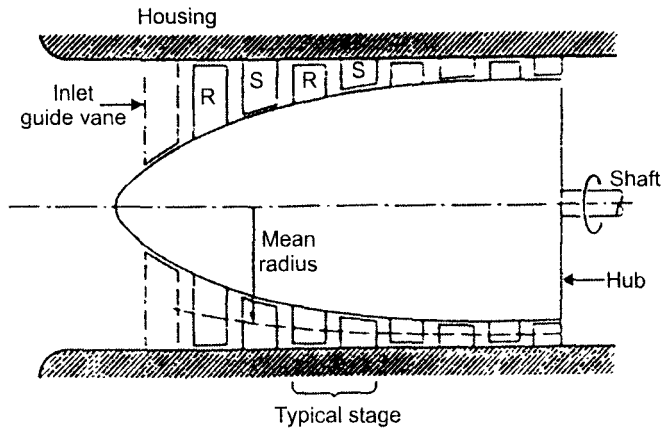 Housing
R
S
R
S
Inlet
guide vane
Shaft
Mean
radius
Hub
Typical stage